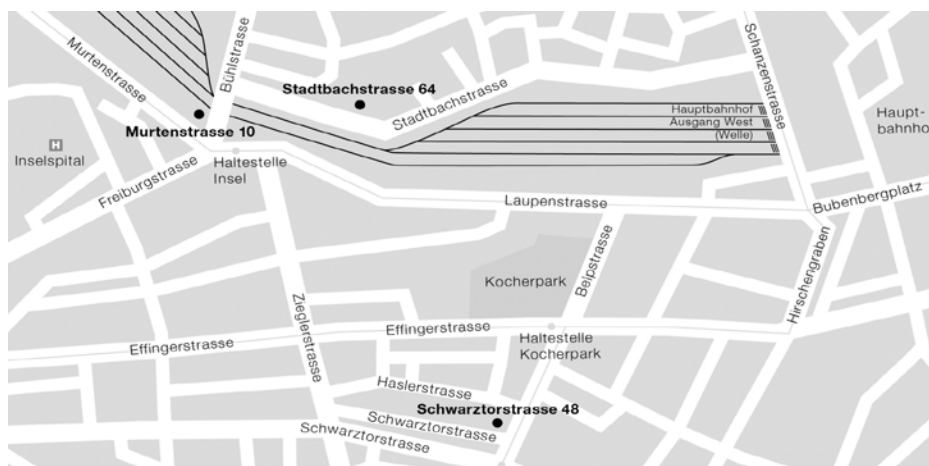 Murtenstrasse
Bühlstrasse
Stadtbachstrasse 64
Stadtbachstrasse
Schanzenstrasse
Hauptbahnhof
Ausgang West
(Welle)
Haupt-
bahnho
Murtenstrasse 10
H
Inselspital
Haltestelle
Insel
Freiburgstrasse
Laupenstrasse
Bubenbergplatz
Hirschengraben
Belpstrasse
Kocherpark
Zieglerstrasse
Effingerstrasse
Effingerstrasse
Haltestelle
Kocherpark
Haslerstrasse
Schwarztorstrasse 48
Schwarztorstrasse
Schwarztorstrasse